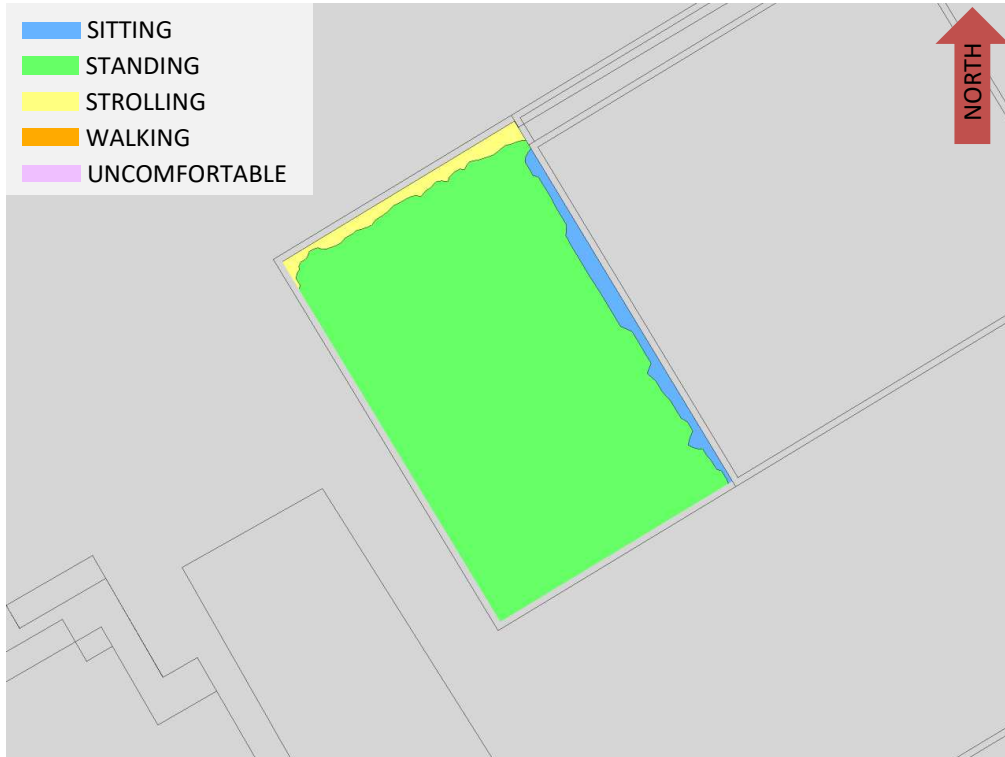 SITTING
STANDING
STROLLING
WALKING
UNCOMFORTABLE
NORTH